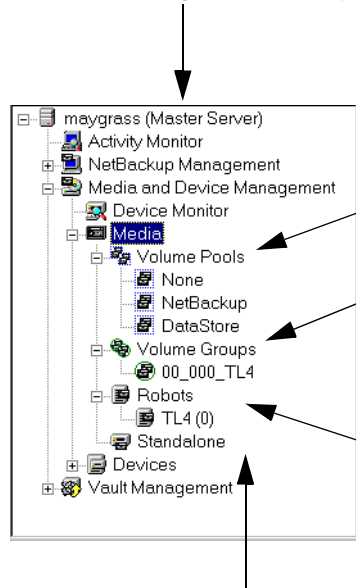 maygrass (Master Server)
Activity Monitor
NetBackup Management
Media and Device Management
Device Monitor
Media
Volume Pools
None
NetBackup
DataStore
Volume Groups
00_000_TL4
Robots
TL4 (0)
Standalone
Devices
Vault Management